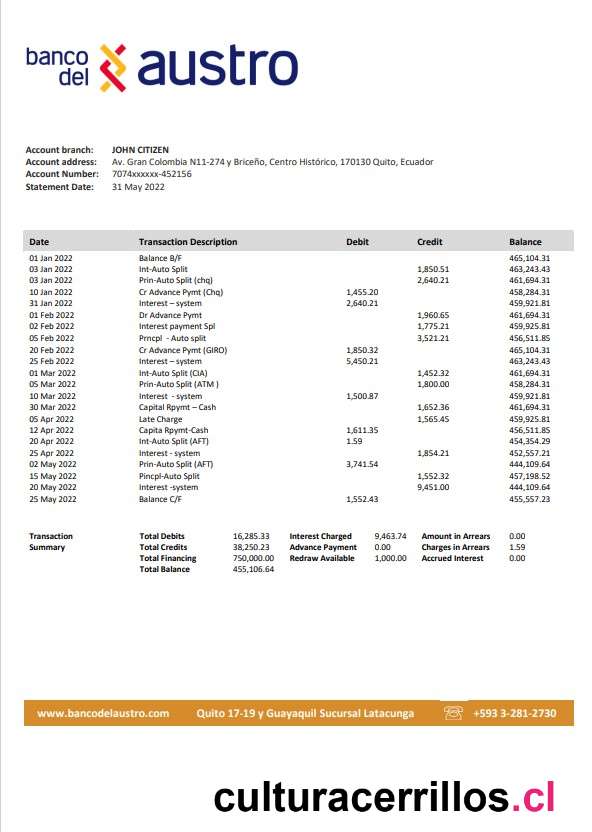 banco
del austro
Account branch: JOHN CITIZEN
Account address: Av. Gran Colombia N11-274 y Briceño, Centro Histórico, 170130 Quito, Ecuador
Account Number: 7074xxxxxx-452156
Statement Date: 31 May 2022
Date Transaction Description Debit Credit Balance
01 Jan 2022 Balance B/F 465,104.31
03 Jan 2022 Int-Auto Split 1,850.51 463,243.43
03 Jan 2022 Prin-Auto Split (chq) 2,640.21 461,694.31
10 Jan 2022 Cr Advance Pymt (Chq) 1,455.20 458,284.31
31 Jan 2022 Interest – system 2,640.21 459,921.81
01 Feb 2022 Dr Advance Pymt 1,960.65 461,694.31
02 Feb 2022 Interest payment Spl 1,775.21 459,925.81
05 Feb 2022 Prncpl - Auto split 3,521.21 456,511.85
20 Feb 2022 Cr Advance Pymt (GIRO) 1,850.32 465,104.31
25 Feb 2022 Interest – system 5,450.21 463,243.43
01 Mar 2022 Int-Auto Split (CIA) 1,452.32 461,694.31
05 Mar 2022 Prin-Auto Split (ATM ) 1,800.00 458,284.31
10 Mar 2022 Interest - system 1,500.87 459,921.81
30 Mar 2022 Capital Rpymt – Cash 1,652.36 461,694.31
05 Apr 2022 Late Charge 1,565.45 459,925.81
12 Apr 2022 Capita Rpymt-Cash 1,611.35 456,511.85
20 Apr 2022 Int-Auto Split (AFT) 1.59 454,354.29
25 Apr 2022 Interest - system 1,854.21 452,557.21
02 May 2022 Prin-Auto Split (AFT) 3,741.54 444,109.64
15 May 2022 Pincpl-Auto Split 1,552.32 457,198.52
20 May 2022 Interest -system 9,451.00 444,109.64
25 May 2022 Balance C/F 1,552.43 455,557.23
Transaction Total Debits 16,285.33 Interest Charged 9,463.74 Amount in Arrears 0.00
Summary Total Credits 38,250.23 Advance Payment 0.00 Charges in Arrears 1.59
Total Financing 750,000.00 Redraw Available 1,000.00 Accrued Interest 0.00
Total Balance 455,106.64
www.bancodelaustro.com Quito 17-19 y Guayaquil Sucursal Latacunga +593 3-281-2730
culturacerrillos.cl